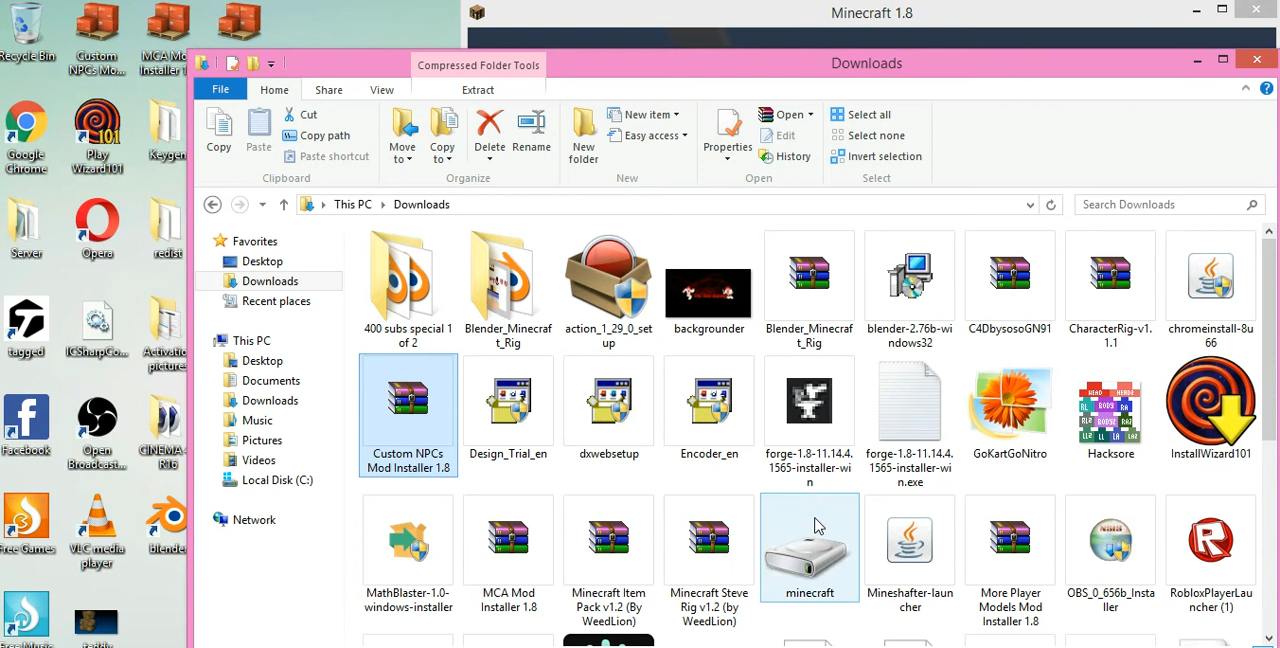 Minecraft 1.8
Recycle Bin
Custom
NPCs Mo...
MCA Mo
Installer 1
Compressed Folder Tools
Downloads
File
Home
Share
View
Extract
Google
Chrome
Play
Wizard101
Keygen
Copy
Paste
Cut
Copy path
Paste shortcut
Clipboard
Move
to
Copy
to
Delete
Rename
Organize
New
folder
New item
Easy access
New
Properties
Open
Edit
History
Open
Select all
Select none
Invert selection
Select
This PC
Downloads
Search Downloads
Server
Opera
redist
Favorites
Desktop
Downloads
Recent places
This PC
Desktop
Documents
Downloads
Music
Pictures
Videos
Local Disk (C:)
Network
400 subs special 1
of 2
Blender_Minecraf
t_Rig
action_1_29_0_set
up
backgrounder
Blender_Minecraf
t_Rig
blender-2.76b-wi
ndows32
C4DbysosoGN91
CharacterRig-v1.
1.1
chromeinstall-8u
66
tagged
ICSharpCo...
Activatio
picture
Custom NPCs
Mod Installer 1.8
Design_Trial_en
dxwebsetup
Encoder_en
forge-1.8-11.14.4.
1565-installer-wi
n
forge-1.8-11.14.4.
1565-installer-wi
n.exe
GoKartGoNitro
HEAD
BODY
Hacksore
InstallWizard101
Facebook
Open
Broadcast...
CINEMA
R16
MathBlaster-1.0-
windows-installer
MCA Mod
Installer 1.8
Minecraft Item
Pack v1.2 (By
WeedLion)
Minecraft Steve
Rig v1.2 (by
WeedLion)
minecraft
Mineshafter-laun
cher
More Player
Models Mod
Installer 1.8
OBS_0_656b_Insta
ller
RobloxPlayerLau
ncher (1)
Free Games
VLC media
player
blender
Free Music
teddy